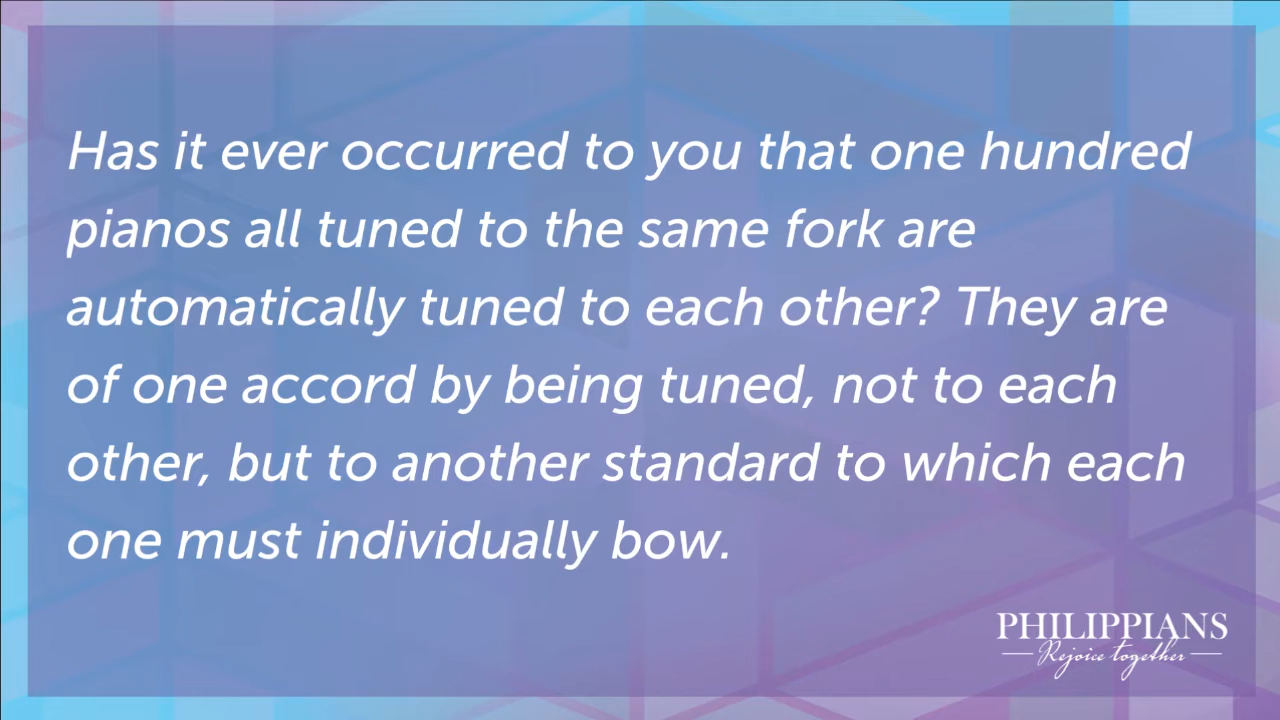 Has it ever occurred to you that one hundred
pianos all tuned to the same fork are
automatically tuned to each other? They are
of one accord by being tuned, not to each
other, but to another standard to which each
one must individually bow.
PHILIPPIANS
Rejoice together